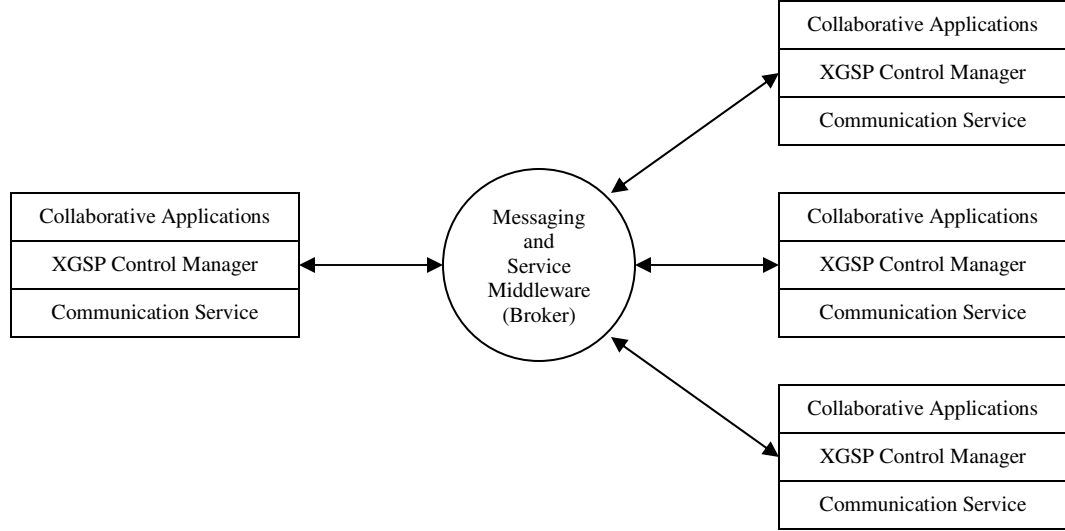 Collaborative Applications
XGSP Control Manager
Communication Service
Messaging
and
Service
Middleware
(Broker)
Collaborative Applications
XGSP Control Manager
Communication Service
Collaborative Applications
XGSP Control Manager
Communication Service
Collaborative Applications
XGSP Control Manager
Communication Service